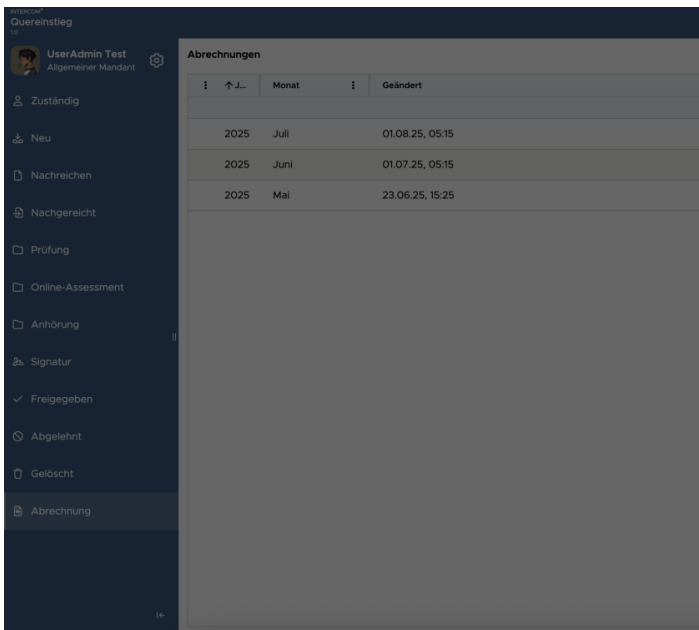 INTERCOM
Quereinstieg
1.0
UserAdmin Test
Allgemeiner Mandant
Zuständig
Neu
Nachreichen
Nachgereicht
Prüfung
Online-Assessment
Anhörung
Signatur
Freigegeben
Abgelehnt
Gelöscht
Abrechnung
Abrechnungen
J... Monat Geändert
2025 Juli 01.08.25, 05:15
2025 Juni 01.07.25, 05:15
2025 Mai 23.06.25, 15:25